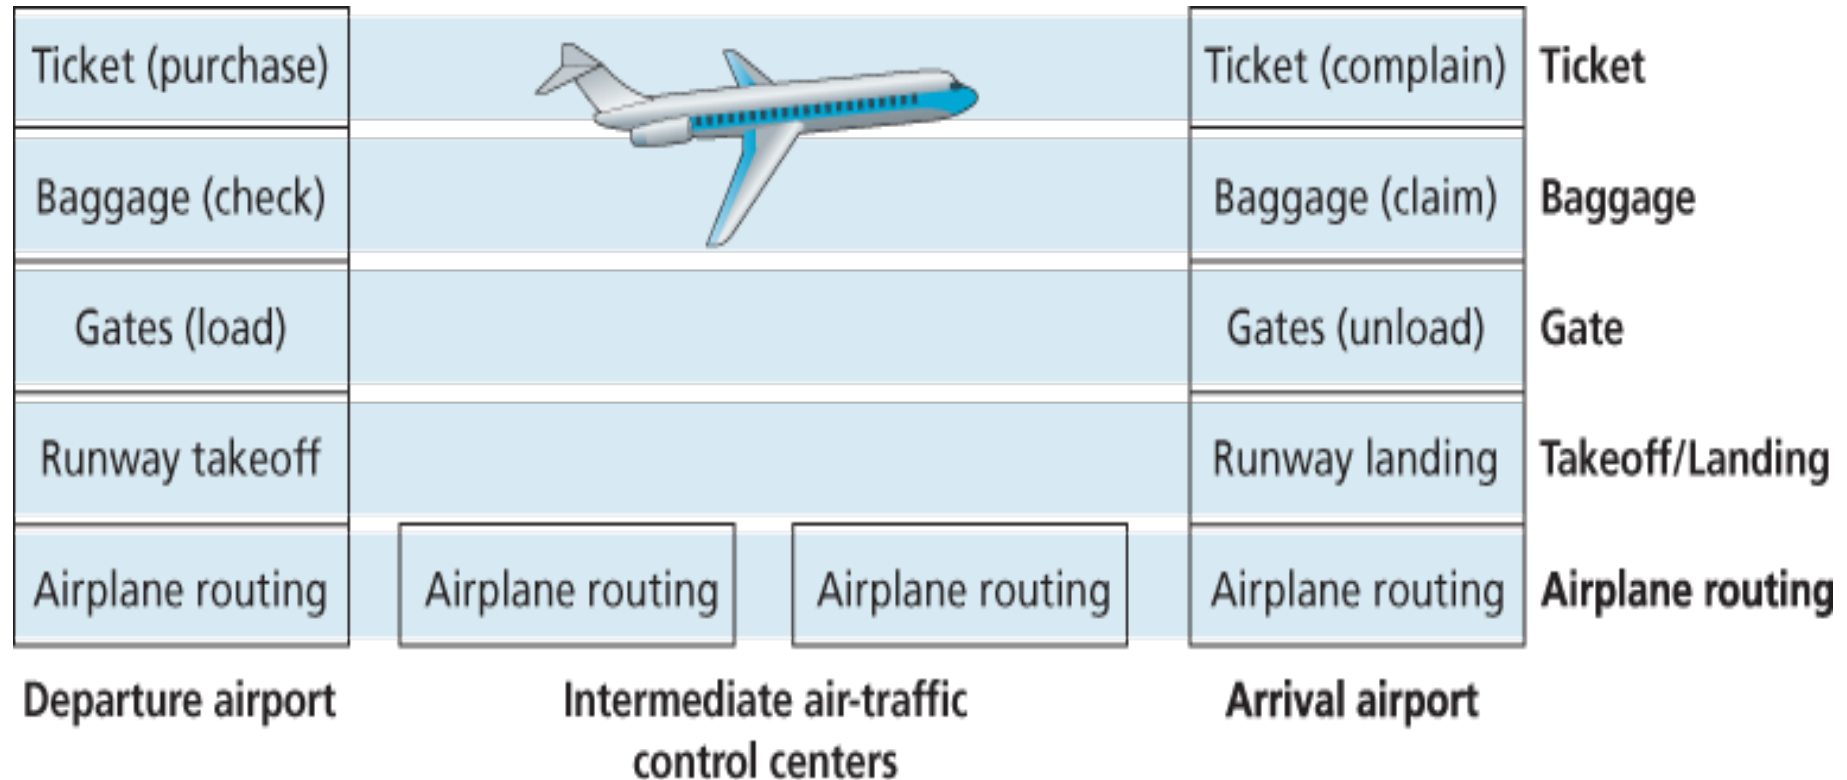 Ticket (purchase) Ticket (complain) Ticket
Baggage (check) Baggage (claim) Baggage
Gates (load) Gates (unload) Gate
Runway takeoff Runway landing Takeoff/Landing
Airplane routing Airplane routing Airplane routing Airplane routing Airplane routing
Departure airport Intermediate air-traffic Arrival airport
control centers